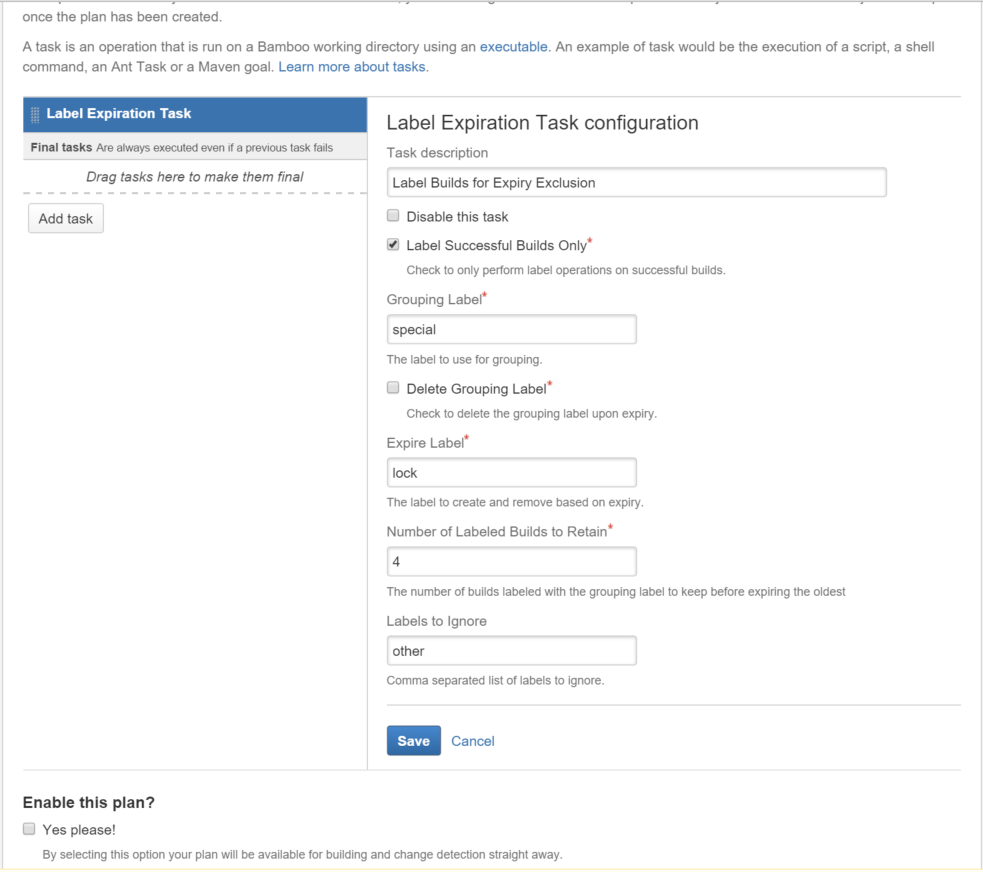 once the plan has been created.
A task is an operation that is run on a Bamboo working directory using an executable. An example of task would be the execution of a script, a shell
command, an Ant Task or a Maven goal. Learn more about tasks.
Label Expiration Task
Final tasks Are always executed even if a previous task fails
Drag tasks here to make them final
Add task
Label Expiration Task configuration
Task description
Label Builds for Expiry Exclusion
Disable this task
Label Successful Builds Only*
Check to only perform label operations on successful builds.
Grouping Label*
special
The label to use for grouping.
Delete Grouping Label*
Check to delete the grouping label upon expiry.
Expire Label*
lock
The label to create and remove based on expiry.
Number of Labeled Builds to Retain*
4
The number of builds labeled with the grouping label to keep before expiring the oldest
Labels to Ignore
other
Comma separated list of labels to ignore.
Save Cancel
Enable this plan?
Yes please!
By selecting this option your plan will be available for building and change detection straight away.